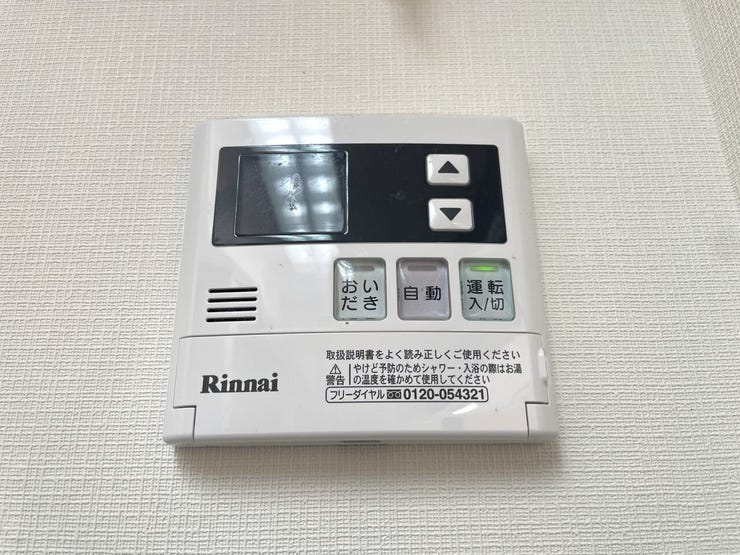 ▲
▼
おい
だき
自動
運転
入/切
取扱説明書をよく読み正しくご使用ください
警告
やけど予防のためシャワー・入浴の際はお湯
の温度を確かめて使用してください
Rinnai
フリーダイヤル 0120-054321